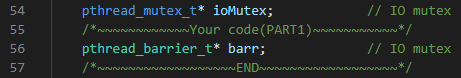 54 pthread_mutex_t* ioMutex; // IO mutex
55 /*~~~~~~~~~~~~Your code(PART1)~~~~~~~~~~~*/
56 pthread_barrier_t* barr; // IO mutex
57 /*~~~~~~~~~~~~~~~~~~END~~~~~~~~~~~~~~~~~~*/